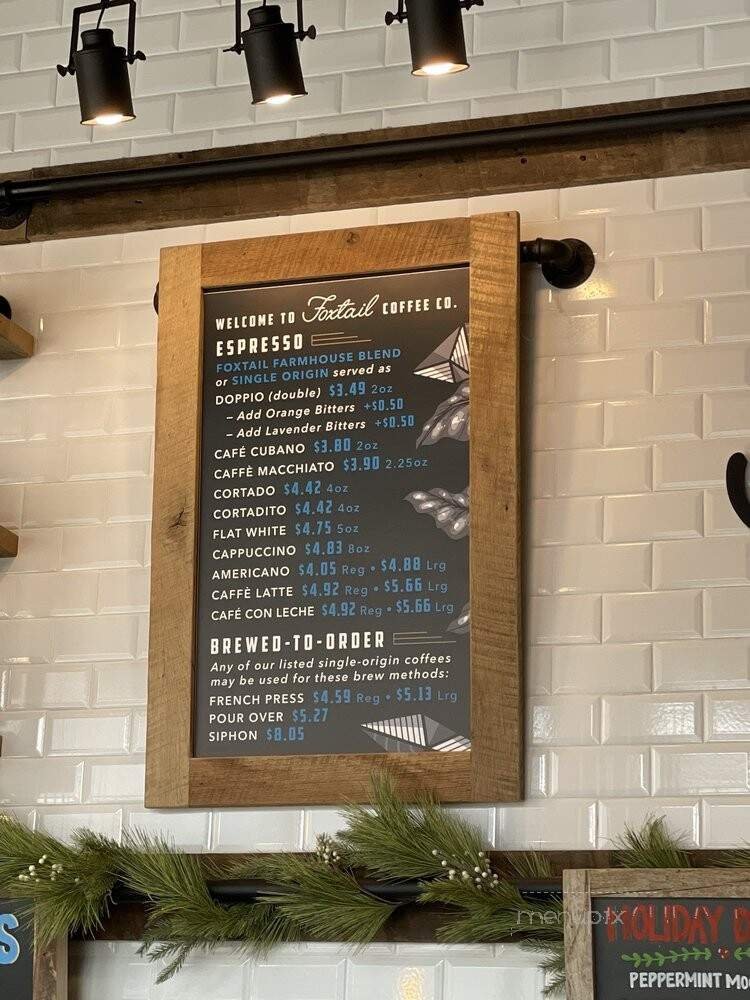 WELCOME TO Foxtail COFFEE CO.
ESPRESSO
FOXTAIL FARMHOUSE BLEND
or SINGLE ORIGIN served as
DOPPIO (double) $3.49 2oz
– Add Orange Bitters +$0.50
– Add Lavender Bitters +$0.50
CAFÉ CUBANO $3.80 2oz
CAFFÈ MACCHIATO $3.90 2.25oz
CORTADO $4.42 4oz
CORTADITO $4.42 4oz
FLAT WHITE $4.75 5oz
CAPPUCCINO $4.83 8oz
AMERICANO $4.05 Reg • $4.88 Lrg
CAFFÈ LATTE $4.92 Reg • $5.66 Lrg
CAFÉ CON LECHE $4.92 Reg • $5.66 Lrg
BREWED-TO-ORDER
Any of our listed single-origin coffees
may be used for these brew methods:
FRENCH PRESS $4.59 Reg • $5.13 Lrg
POUR OVER $5.27
SIPHON $8.05
menupix
S
HOLIDAY
PEPPERMINT MO